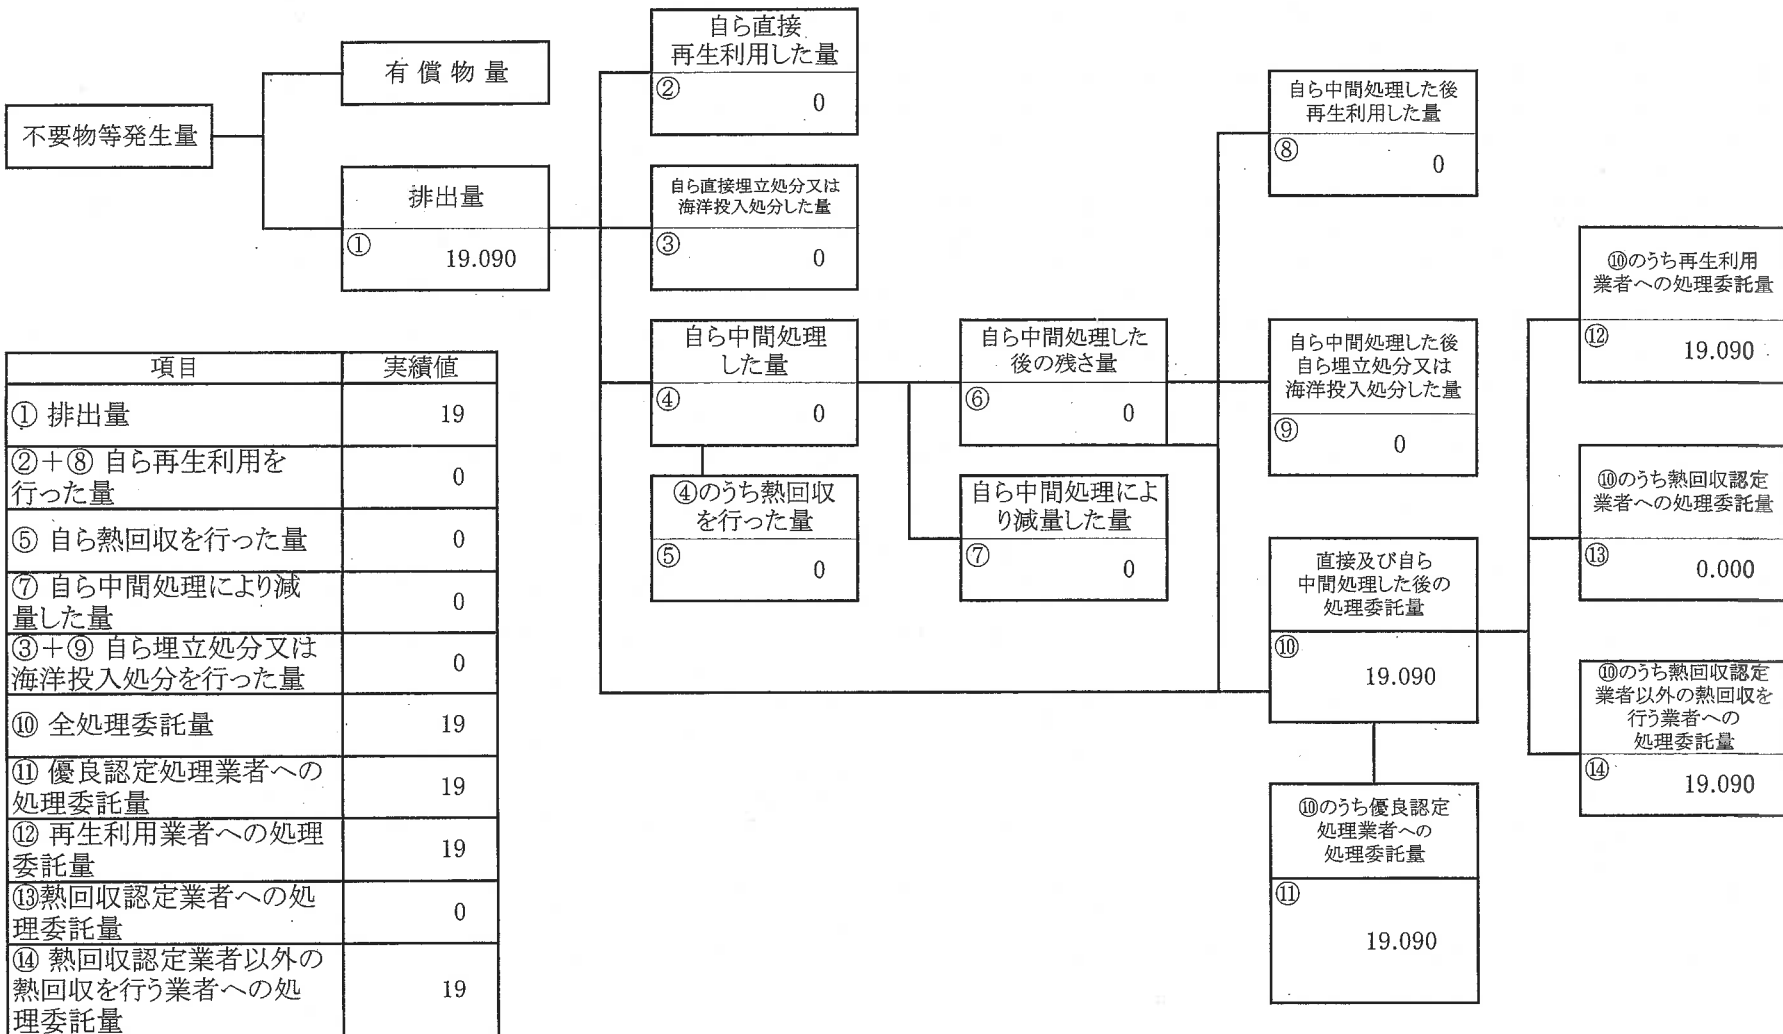 不要物等発生量
有償物量
排出量
①
19.090
自ら直接
再生利用した量
②
0
自ら直接埋立処分又は
海洋投入処分した量
③
0
自ら中間処理
した量
④
0
④のうち熱回収
を行った量
⑤
0
自ら中間処理した
後の残さ量
⑥
0
自ら中間処理によ
り減量した量
⑦
0
自ら中間処理した後
再生利用した量
⑧
0
自ら中間処理した後
自ら埋立処分又は
海洋投入処分した量
⑨
0
直接及び自ら
中間処理した後の
処理委託量
⑩
19.090
⑩のうち優良認定
処理業者への
処理委託量
⑪
19.090
⑩のうち再生利用
業者への処理委託量
⑫
19.090
⑩のうち熱回収認定
業者への処理委託量
⑬
0.000
⑩のうち熱回収認定
業者以外の熱回収を
行う業者への
処理委託量
⑭
19.090
項目 実績値
① 排出量 19
②+⑧ 自ら再生利用を
行った量 0
⑤ 自ら熱回収を行った量 0
⑦ 自ら中間処理により減
量した量 0
③+⑨ 自ら埋立処分又は
海洋投入処分を行った量 0
⑩ 全処理委託量 19
⑪ 優良認定処理業者への
処理委託量 19
⑫ 再生利用業者への処理
委託量 19
⑬熱回収認定業者への処
理委託量 0
⑭ 熱回収認定業者以外の
熱回収を行う業者への処
理委託量 19